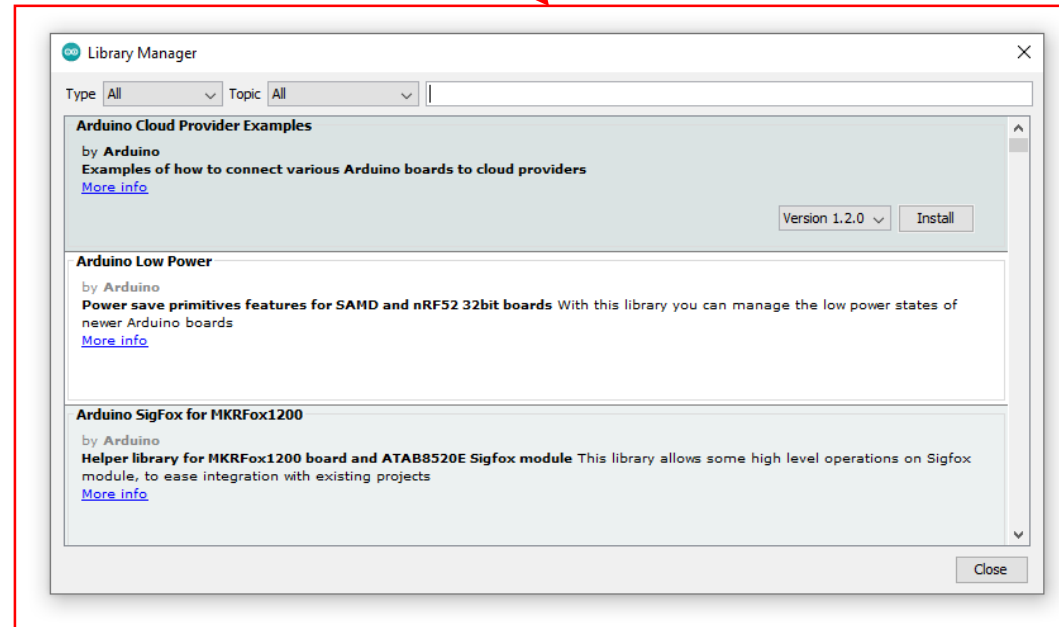 Library Manager
Type All Topic All
Arduino Cloud Provider Examples
by Arduino
Examples of how to connect various Arduino boards to cloud providers
More info
Version 1.2.0 Install
Arduino Low Power
by Arduino
Power save primitives features for SAMD and nRF52 32bit boards With this library you can manage the low power states of
newer Arduino boards
More info
Arduino SigFox for MKRFox1200
by Arduino
Helper library for MKRFox1200 board and ATAB8520E Sigfox module This library allows some high level operations on Sigfox
module, to ease integration with existing projects
More info
Close